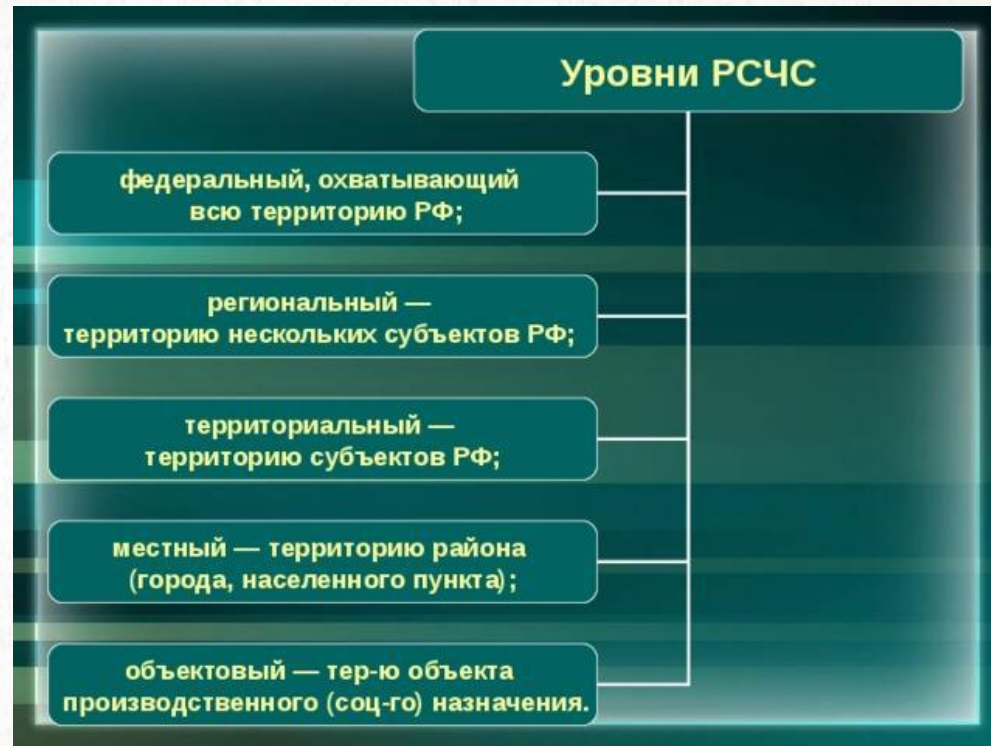 Уровни РСЧС
федеральный, охватывающий
всю территорию РФ;
региональный —
территорию нескольких субъектов РФ;
территориальный —
территорию субъектов РФ;
местный — территорию района
(города, населенного пункта);
объектовый — тер-ю объекта
производственного (соц-го) назначения.